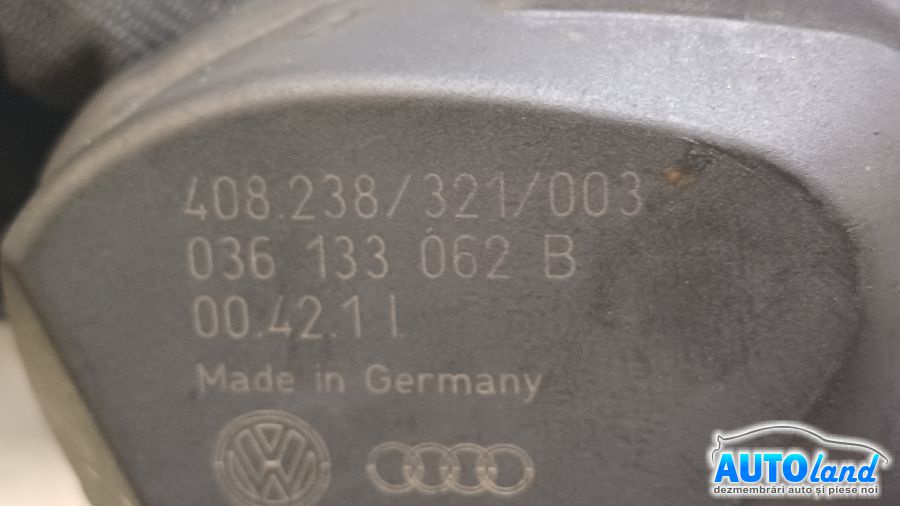 408.238/321/003
036 133 062 B
00.42.1 I
Made in Germany
VW
AUTOland
dezmembrări auto și piese noi